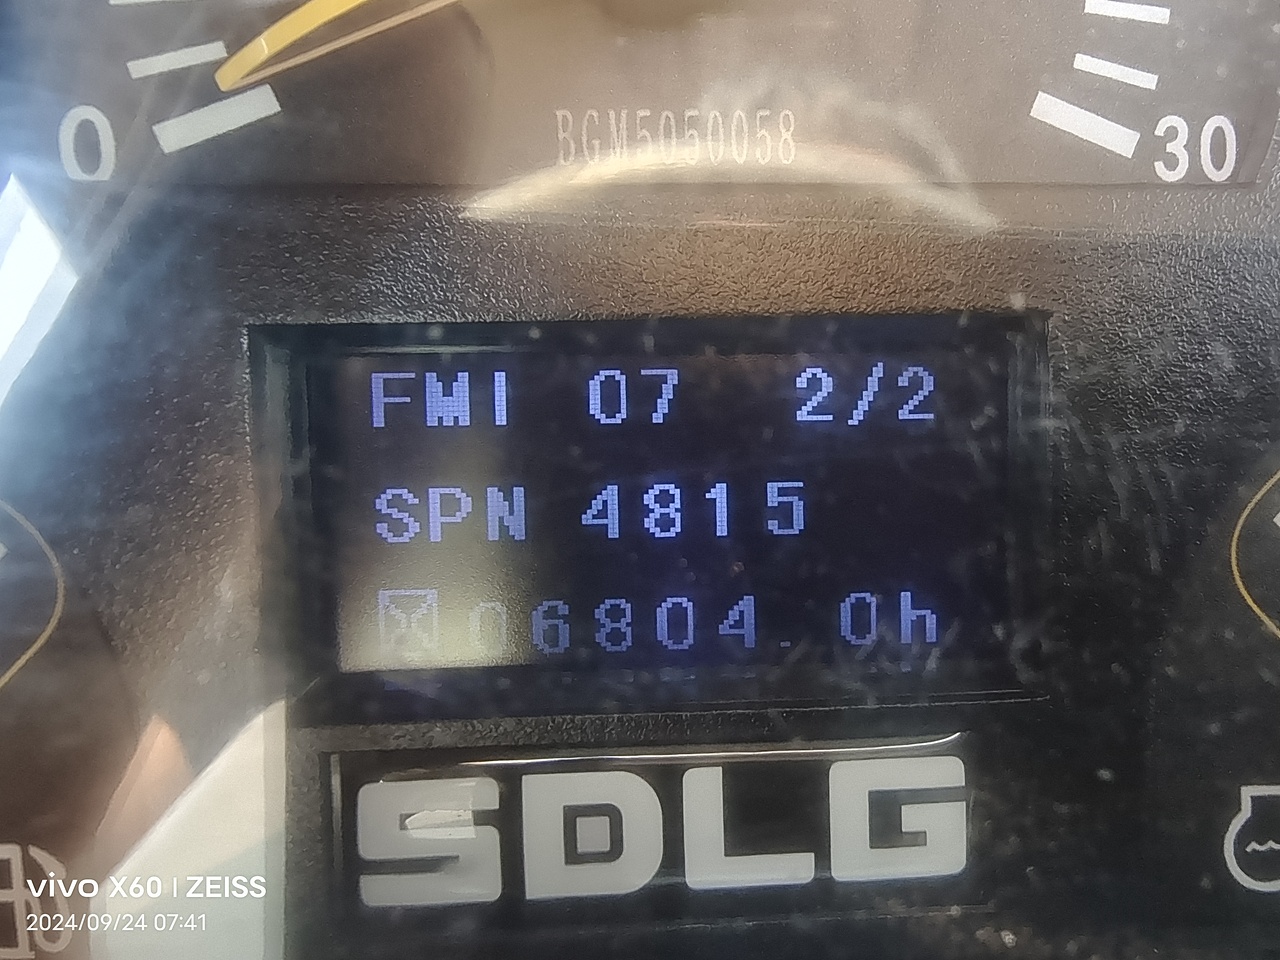 0
BGM5050058
30
FMI 07 2/2
SPN 4815
06804.0h
SDLG
vivo X60 | ZEISS
2024/09/24 07:41